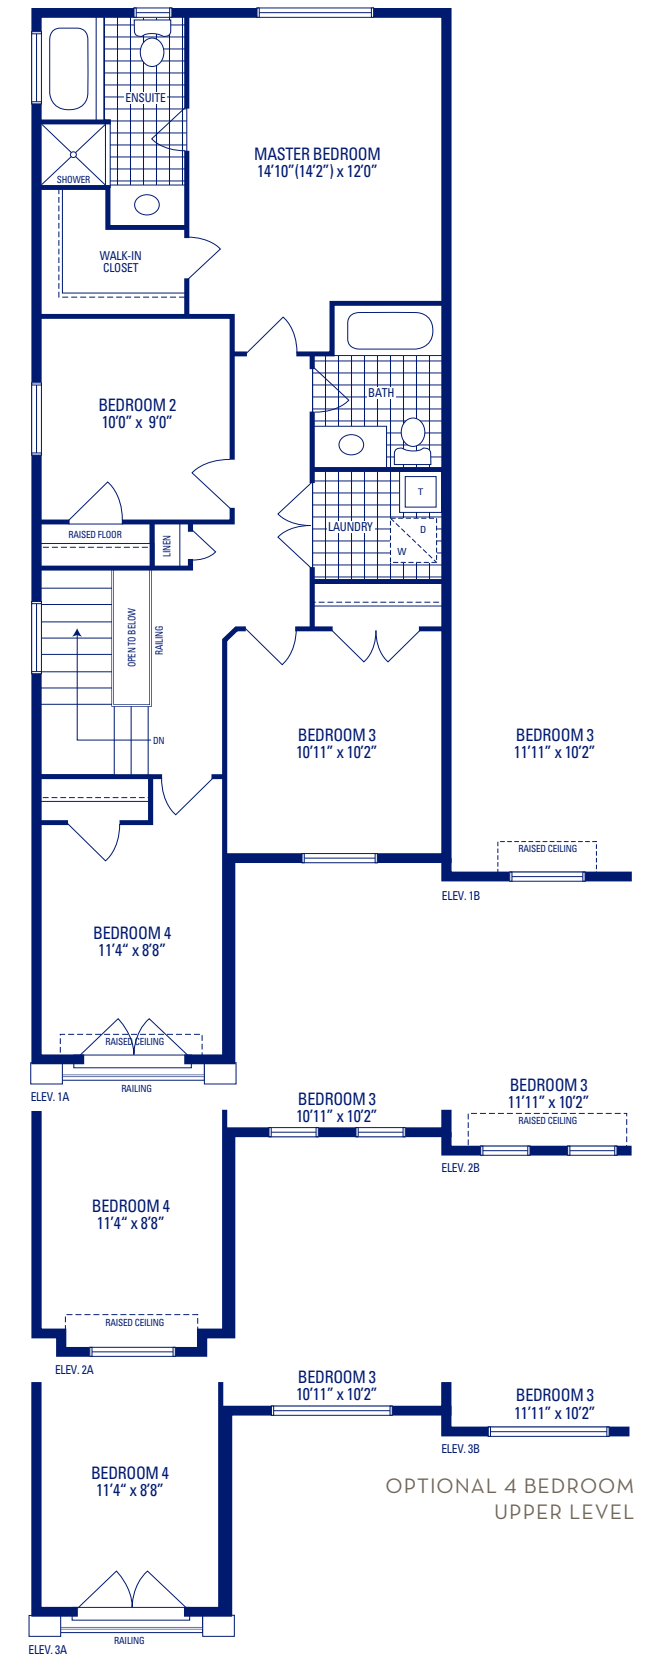 ENSUITE
MASTER BEDROOM
14'10"(14'2") x 12'0"
SHOWER
WALK-IN
CLOSET
BEDROOM 2
10'0" x 9'0"
BATH
RAISED FLOOR
LINEN
LAUNDRY
T
D
W
OPEN TO BELOW
RAILING
DN
BEDROOM 3
10'11" x 10'2"
BEDROOM 3
11'11" x 10'2"
RAISED CEILING
ELEV. 1B
BEDROOM 4
11'4" x 8'8"
RAISED CEILING
RAILING
ELEV. 1A
BEDROOM 3
10'11" x 10'2"
BEDROOM 3
11'11" x 10'2"
RAISED CEILING
ELEV. 2B
BEDROOM 4
11'4" x 8'8"
RAISED CEILING
ELEV. 2A
BEDROOM 3
10'11" x 10'2"
BEDROOM 3
11'11" x 10'2"
ELEV. 3B
BEDROOM 4
11'4" x 8'8"
OPTIONAL 4 BEDROOM
UPPER LEVEL
RAILING
ELEV. 3A